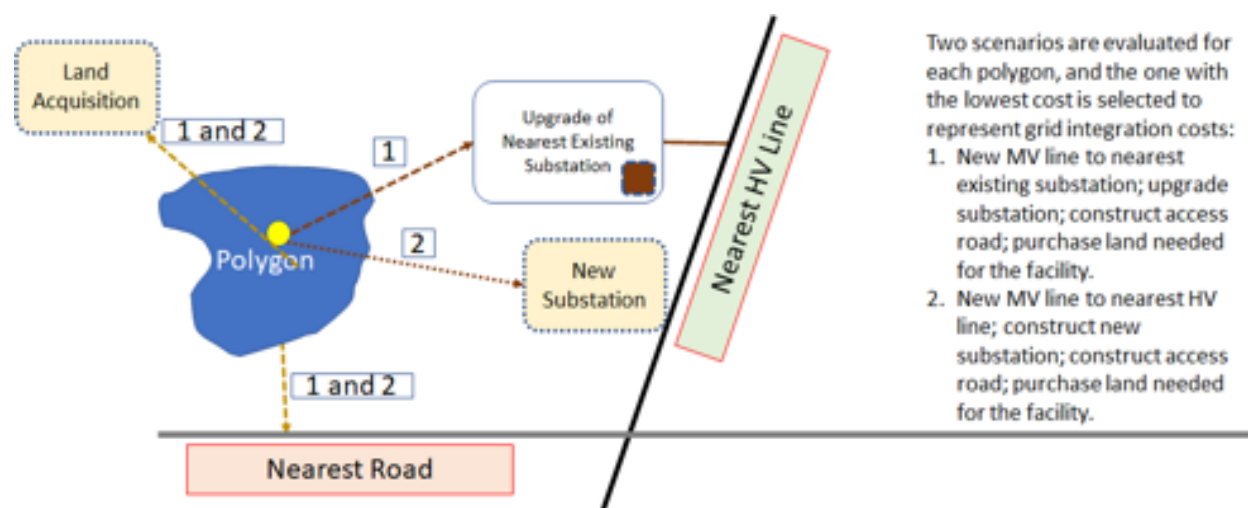 Land
Acquisition
1 and 2
1
Upgrade of
Nearest Existing
Substation
Nearest HV Line
Polygon
2
New
Substation
1 and 2
Nearest Road
Two scenarios are evaluated for
each polygon, and the one with
the lowest cost is selected to
represent grid integration costs:
1. New MV line to nearest
existing substation; upgrade
substation; construct access
road; purchase land needed
for the facility.
2. New MV line to nearest HV
line; construct new
substation; construct access
road; purchase land needed
for the facility.